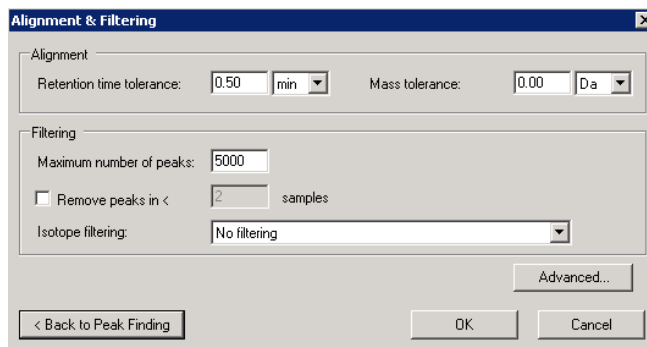 Alignment & Filtering
Alignment
Retention time tolerance: 0.50 min Mass tolerance: 0.00 Da
Filtering
Maximum number of peaks: 5000
Remove peaks in < 2 samples
Isotope filtering: No filtering
Advanced...
< Back to Peak Finding OK Cancel